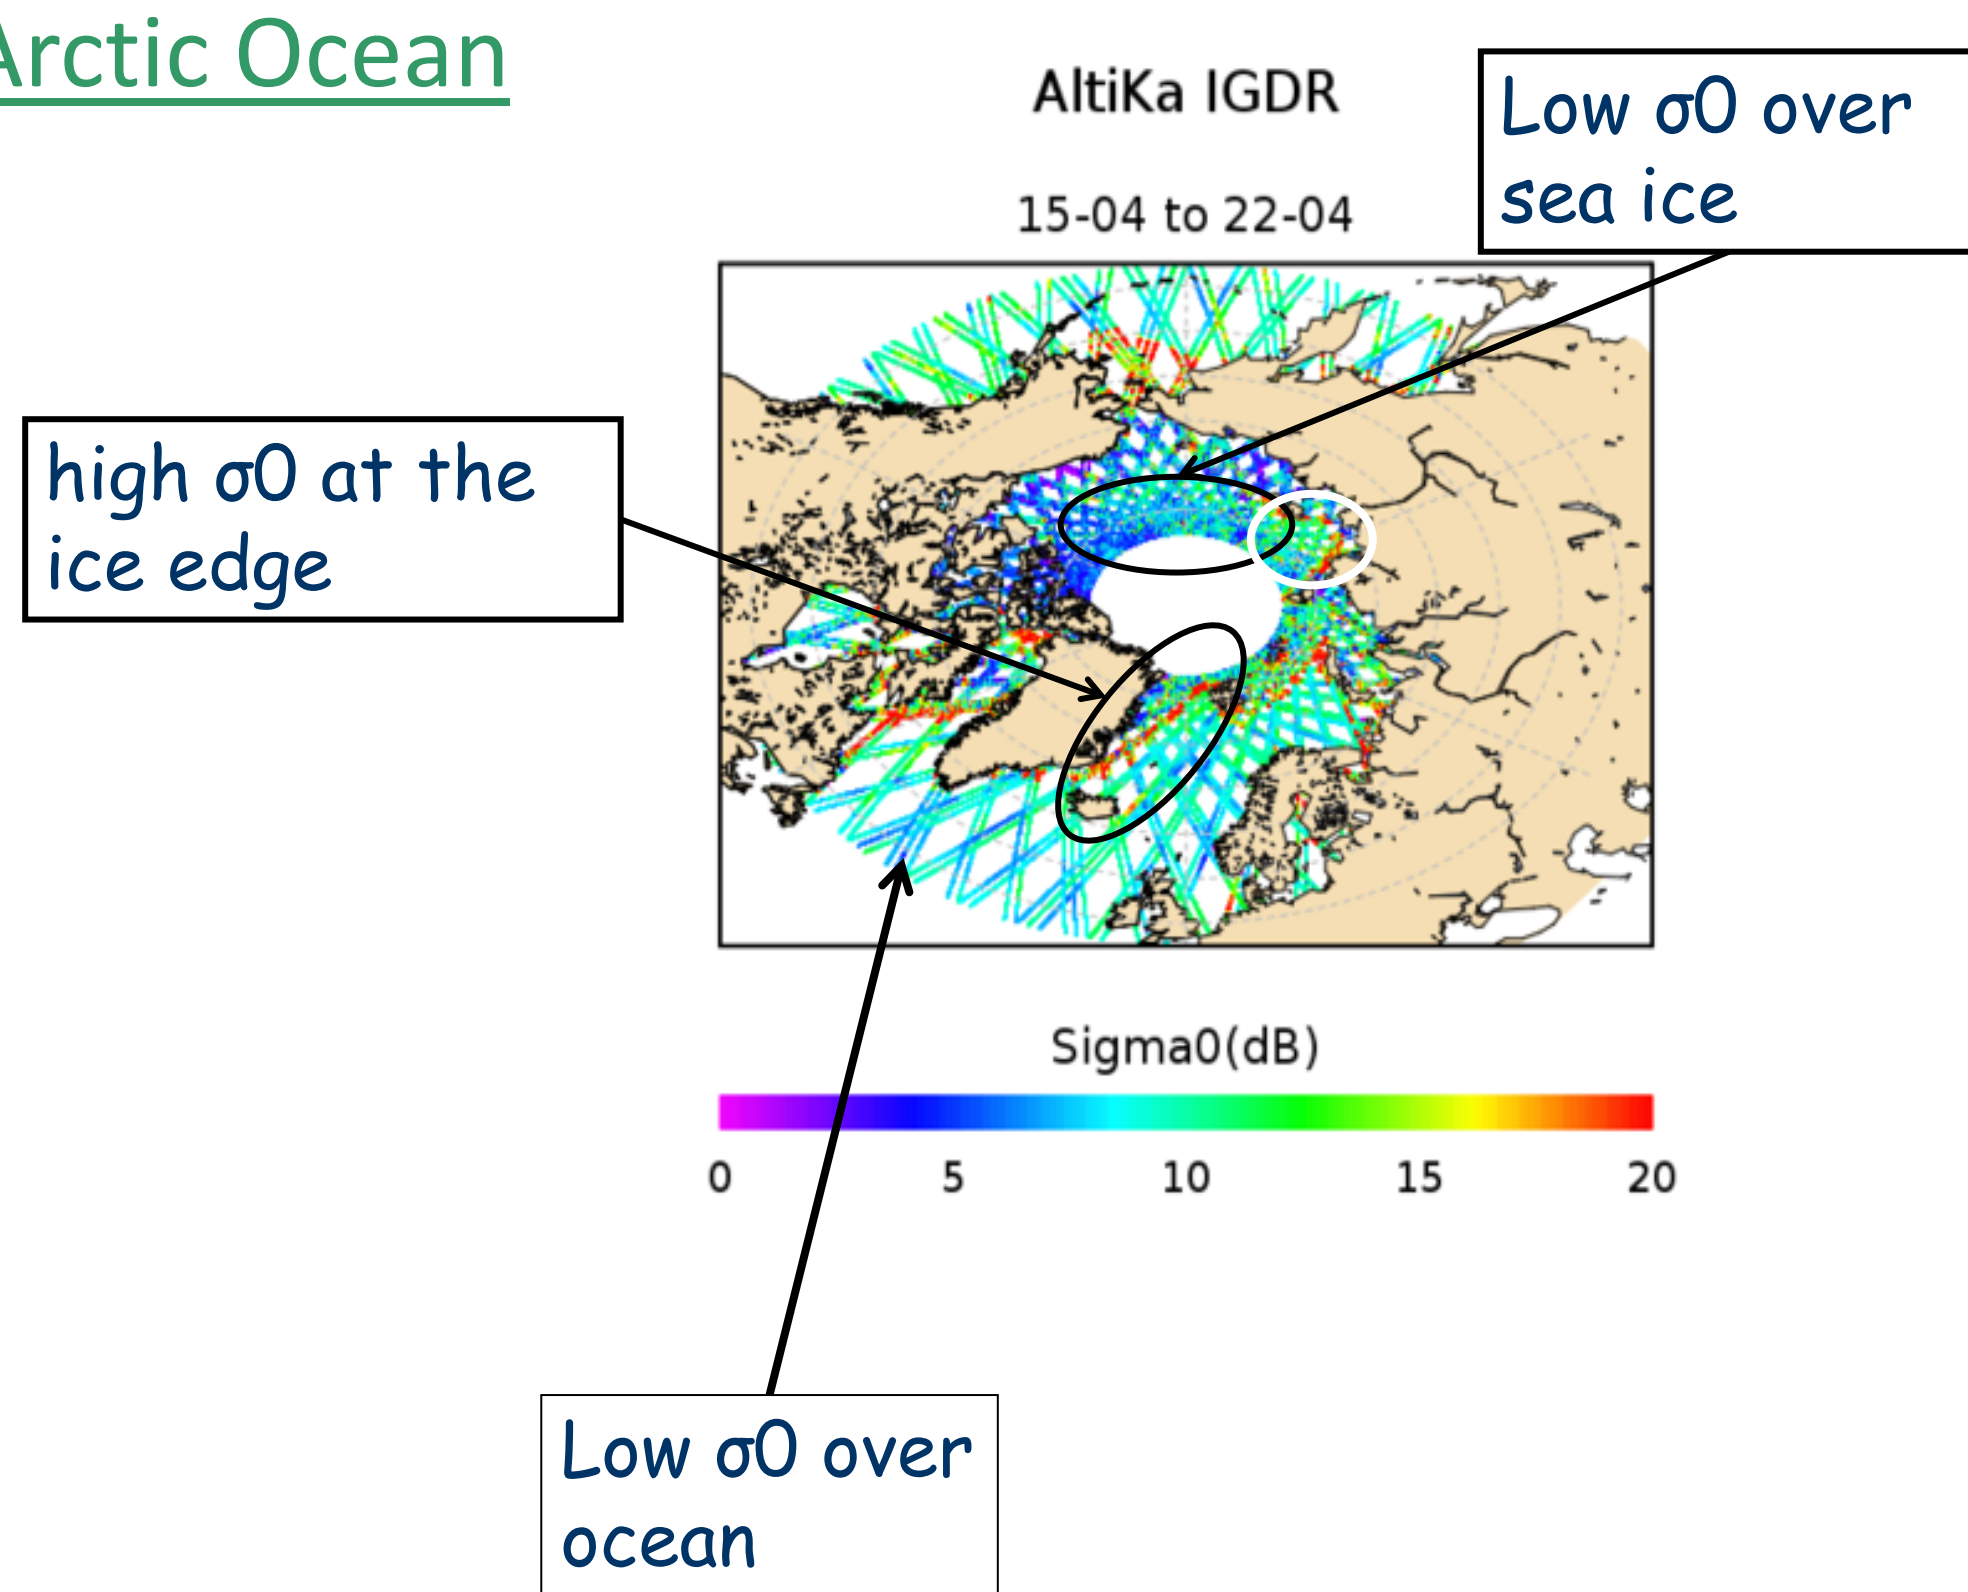 Arctic Ocean
AltiKa IGDR
15-04 to 22-04
Low σ0 over
sea ice
high σ0 at the
ice edge
Sigma0(dB)
0 5 10 15 20
Low σ0 over
ocean